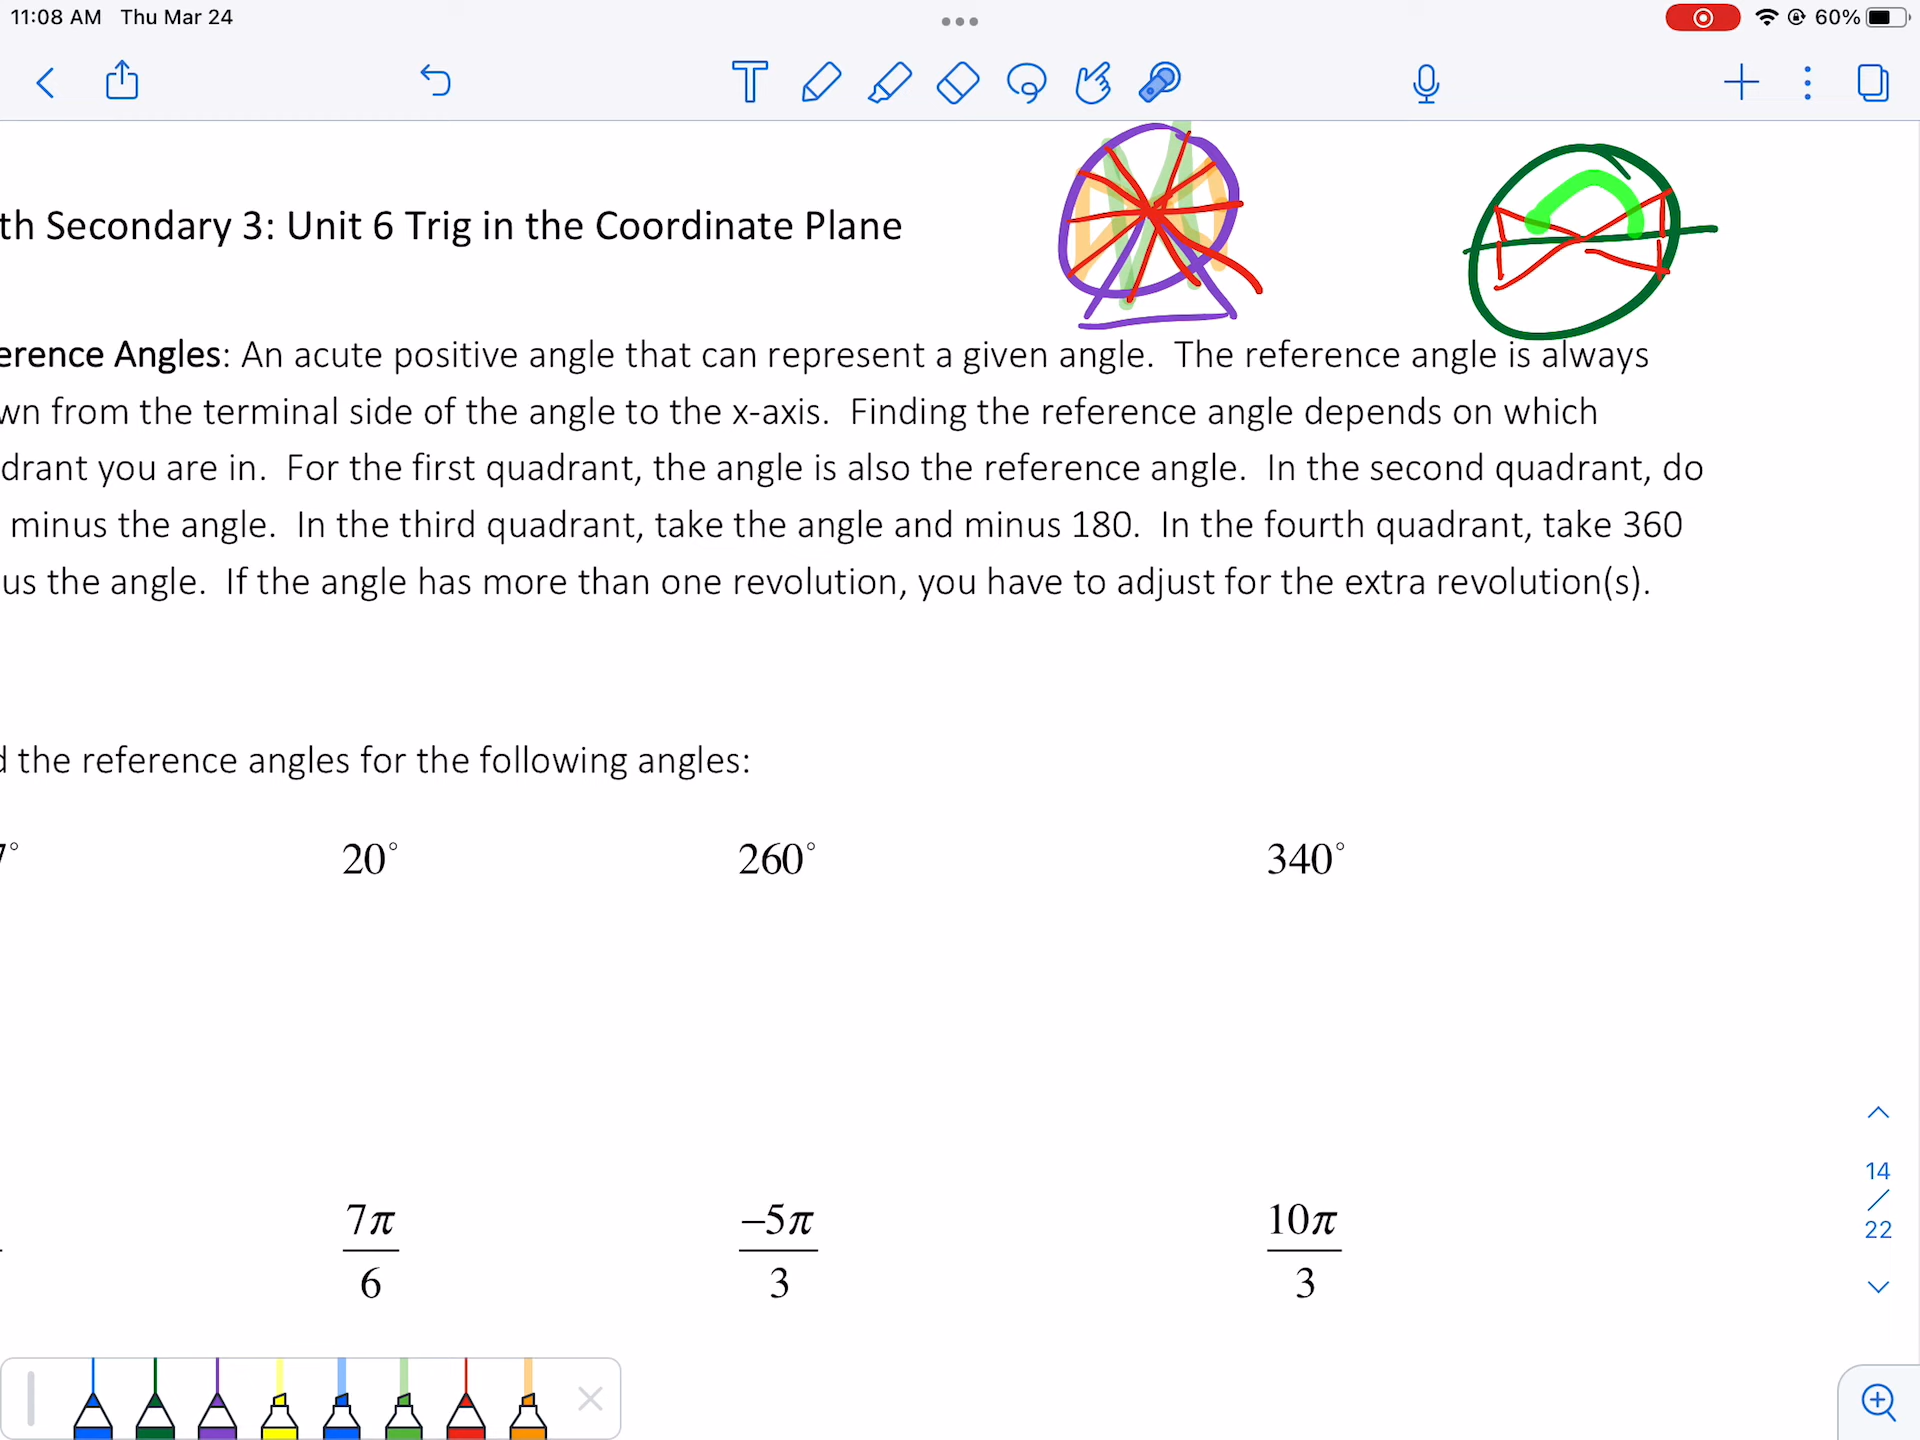 11:08 AM Thu Mar 24
60%
th Secondary 3: Unit 6 Trig in the Coordinate Plane
erence Angles: An acute positive angle that can represent a given angle. The reference angle is always
wn from the terminal side of the angle to the x-axis. Finding the reference angle depends on which
drant you are in. For the first quadrant, the angle is also the reference angle. In the second quadrant, do
minus the angle. In the third quadrant, take the angle and minus 180. In the fourth quadrant, take 360
us the angle. If the angle has more than one revolution, you have to adjust for the extra revolution(s).
d the reference angles for the following angles:
7° 20° 260° 340°
7π/6 -5π/3 10π/3
14
/
22